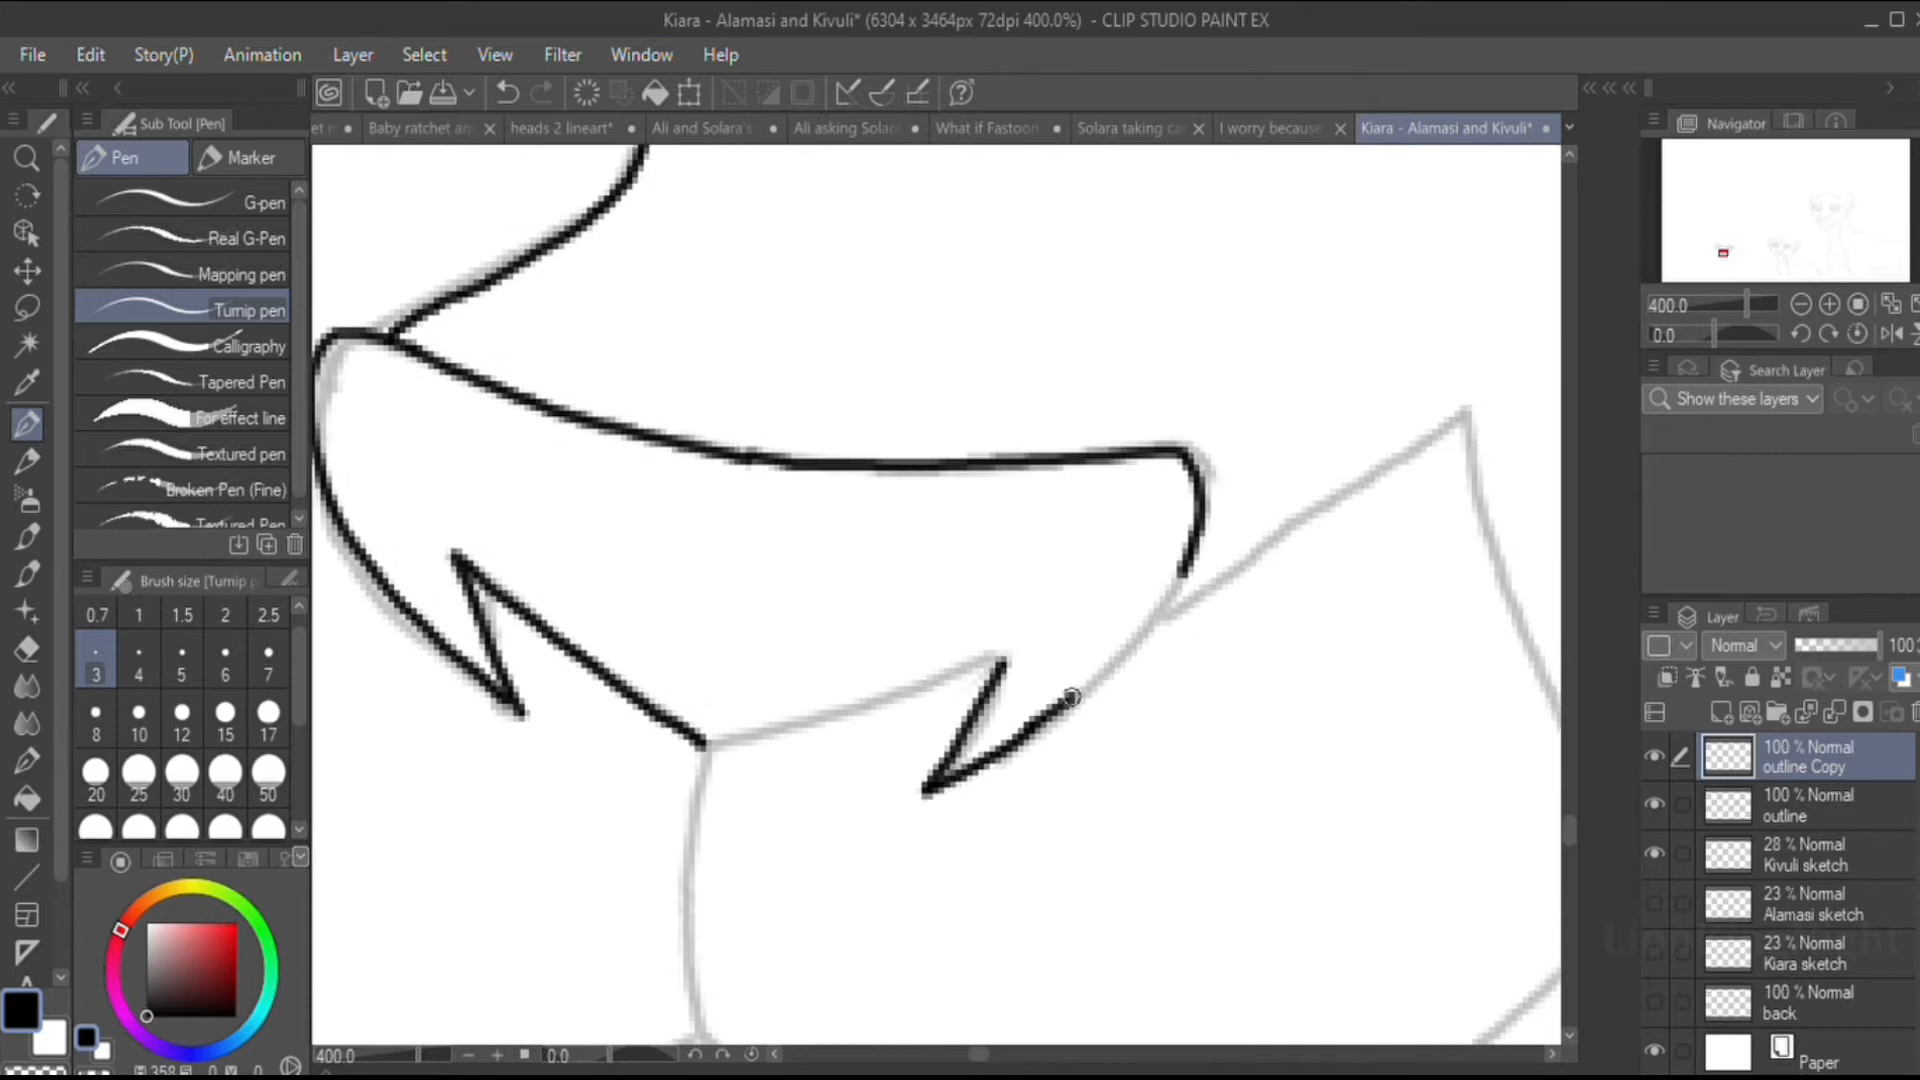 Kiara - Alamasi and Kivuli* (6304 x 3464px 72dpi 400.0%) - CLIP STUDIO PAINT EX
File Edit Story(P) Animation Layer Select View Filter Window Help
Sub Tool [Pen]
et m Baby ratchet an heads 2 lineart* Ali and Solara's Ali asking Solar What if Fastoon Solara taking ca I worry because Kiara - Alamasi and Kivuli*
Navigator
Pen Marker
G-pen
Real G-Pen
Mapping pen
Turnip pen
Calligraphy
Tapered Pen
For effect line
Textured pen
Broken Pen (Fine)
Textured Pen
400.0
0.0
Search Layer
Show these layers
Brush size [Turnip p
0.7 1 1.5 2 2.5
3 4 5 6 7
8 10 12 15 17
20 25 30 40 50
Layer
Normal 100
100 % Normal
outline Copy
100 % Normal
outline
28 % Normal
Kivuli sketch
23 % Normal
Alamasi sketch
23 % Normal
Kiara sketch
100 % Normal
back
Paper
400.0 0.0
H 358 S 0 V 0